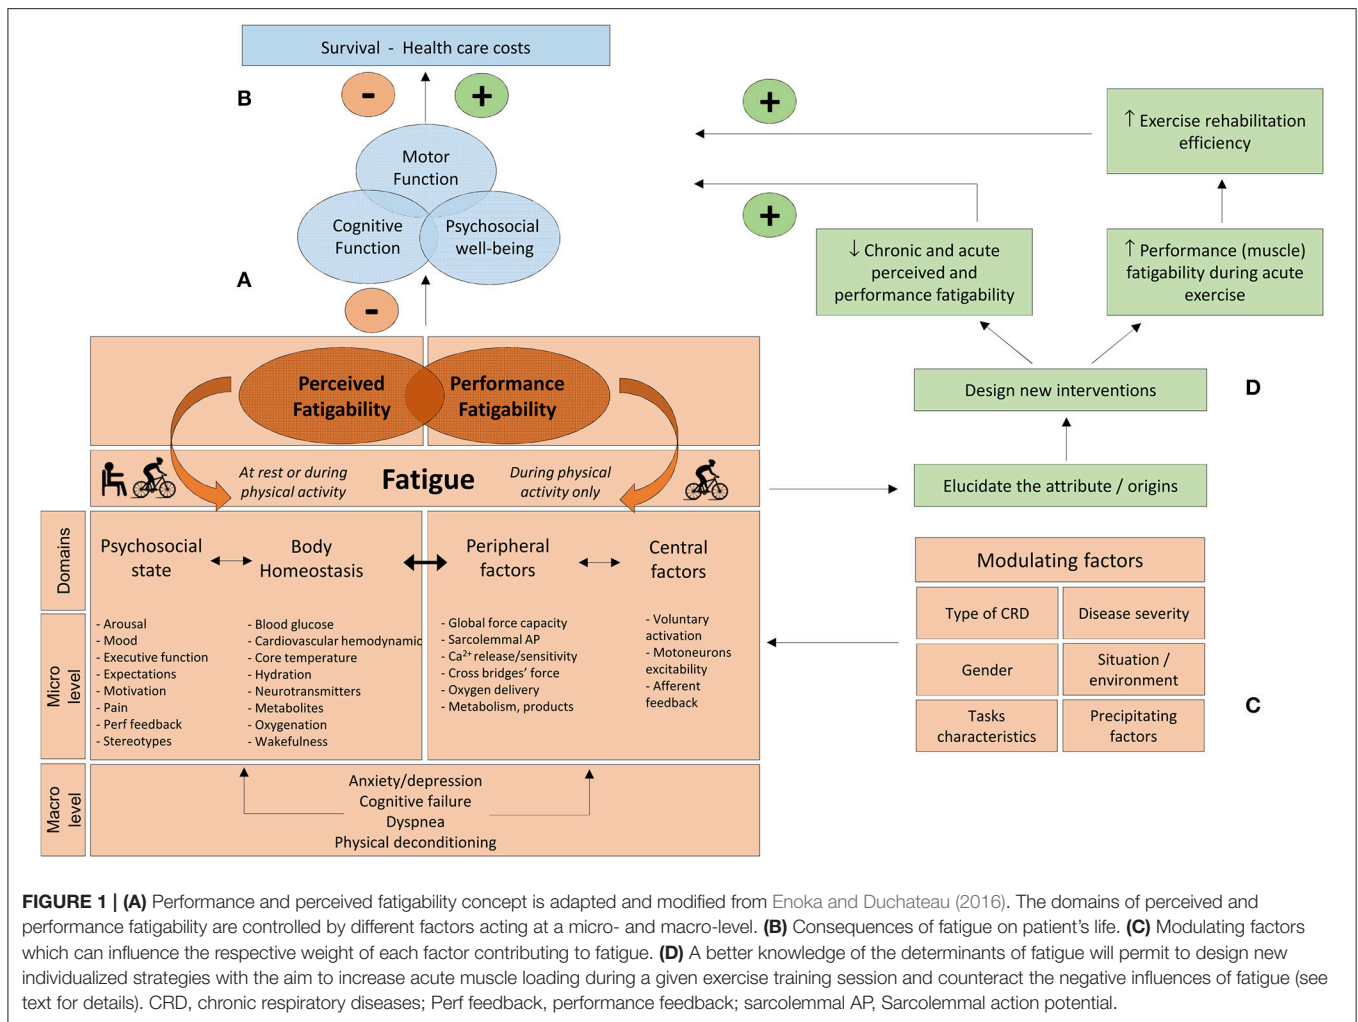 Survival - Health care costs
B
-
+
Motor
Function
Cognitive
Function
Psychosocial
well-being
A
-
Perceived
Fatigability
Performance
Fatigability
At rest or during
physical activity
Fatigue
During physical
activity only
Domains
Psychosocial
state
Body
Homeostasis
Peripheral
factors
Central
factors
Micro
level
- Arousal
- Mood
- Executive function
- Expectations
- Motivation
- Pain
- Perf feedback
- Stereotypes
- Blood glucose
- Cardiovascular hemodynamic
- Core temperature
- Hydration
- Neurotransmitters
- Metabolites
- Oxygenation
- Wakefulness
- Global force capacity
- Sarcolemmal AP
- Ca²⁺ release/sensitivity
- Cross bridges' force
- Oxygen delivery
- Metabolism, products
- Voluntary
activation
- Motoneurons
excitability
- Afferent
feedback
Macro
level
Anxiety/depression
Cognitive failure
Dyspnea
Physical deconditioning
+
+
↑ Exercise rehabilitation
efficiency
↓ Chronic and acute
perceived and
performance fatigability
↑ Performance (muscle)
fatigability during acute
exercise
Design new interventions
D
Elucidate the attribute / origins
Modulating factors
Type of CRD
Disease severity
Gender
Situation /
environment
Tasks
characteristics
Precipitating
factors
C
FIGURE 1 | (A) Performance and perceived fatigability concept is adapted and modified from Enoka and Duchateau (2016). The domains of perceived and
performance fatigability are controlled by different factors acting at a micro- and macro-level. (B) Consequences of fatigue on patient's life. (C) Modulating factors
which can influence the respective weight of each factor contributing to fatigue. (D) A better knowledge of the determinants of fatigue will permit to design new
individualized strategies with the aim to increase acute muscle loading during a given exercise training session and counteract the negative influences of fatigue (see
text for details). CRD, chronic respiratory diseases; Perf feedback, performance feedback; sarcolemmal AP, Sarcolemmal action potential.